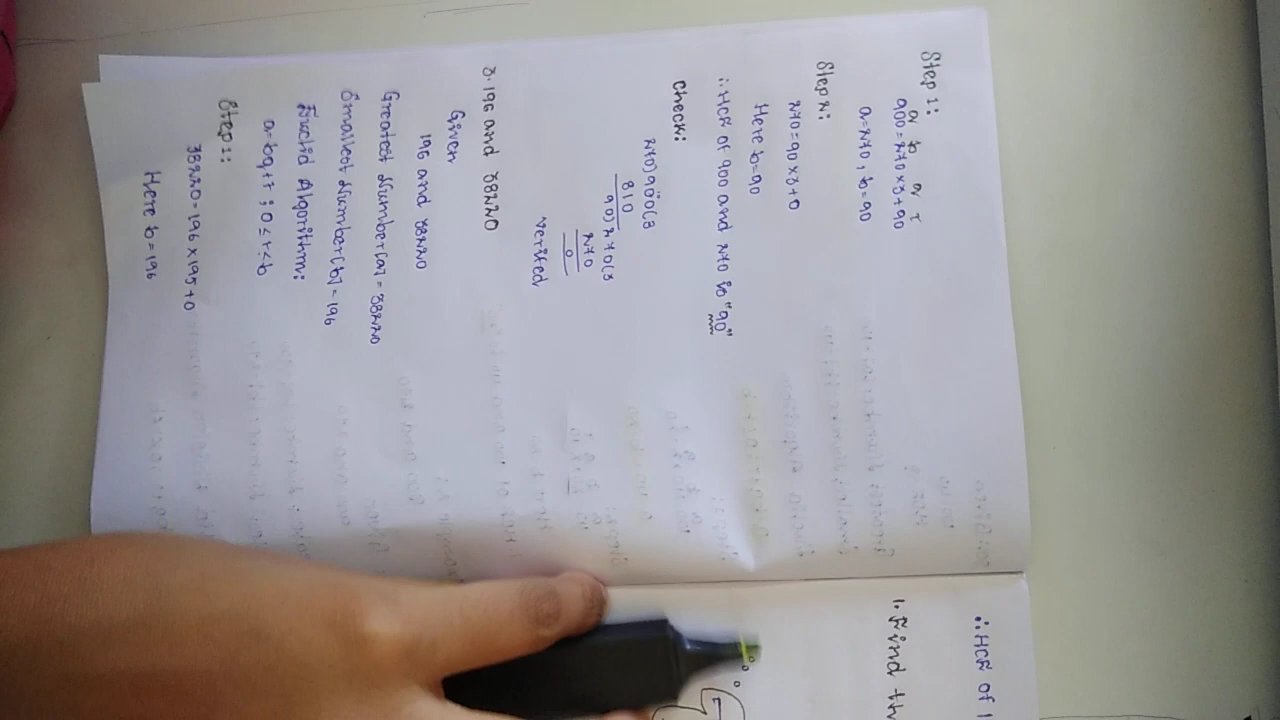 Step 1:
a b q r
900 = 270 x 3 + 90
a = 270, b = 90
Step 2:
270 = 90 x 3 + 0
Here b = 90
∴ HCF of 900 and 270 is "90"
Check:
270) 900 (3
810
90) 270 (3
270
0
Verified
3. 196 and 38220
Given
196 and 38220
Greatest Number [a] = 38220
Smallest Number [b] = 196
Euclid Algorithm:
a = bq + r ; 0 ≤ r < b
Step 1:
38220 = 196 x 195 + 0
Here b = 196
∴ HCF of 1
1. Find th